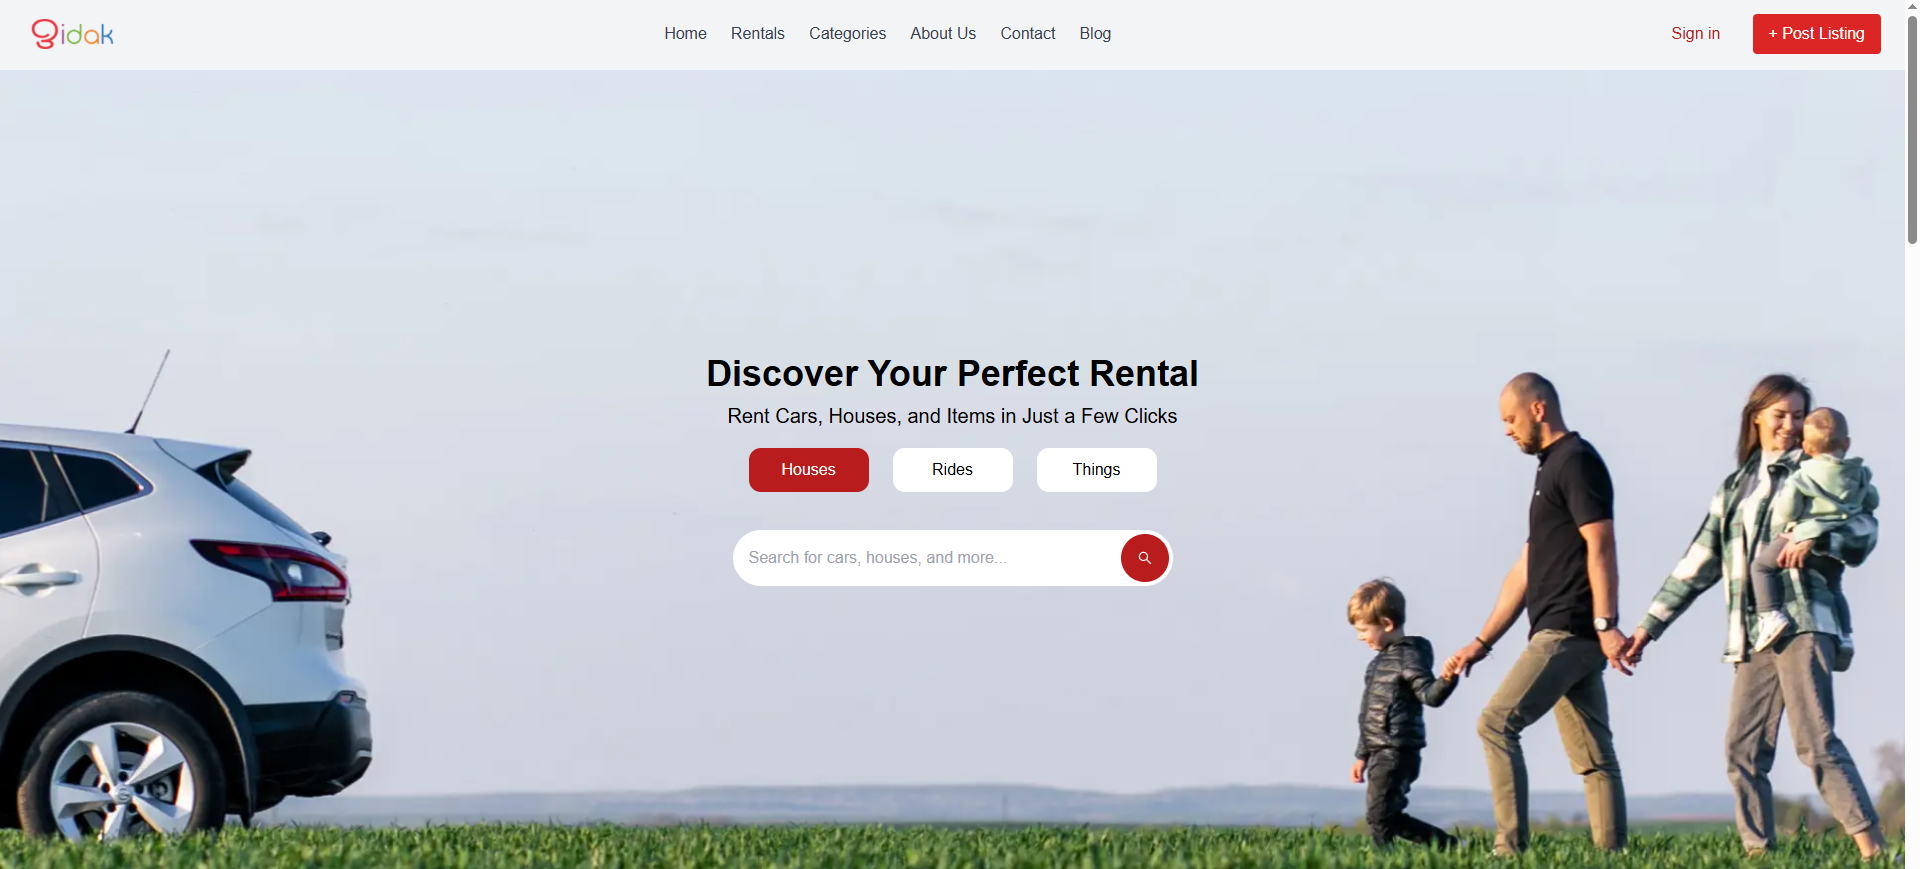 gidak
Home Rentals Categories About Us Contact Blog
Sign in
+ Post Listing
Discover Your Perfect Rental
Rent Cars, Houses, and Items in Just a Few Clicks
Houses Rides Things
Search for cars, houses, and more...